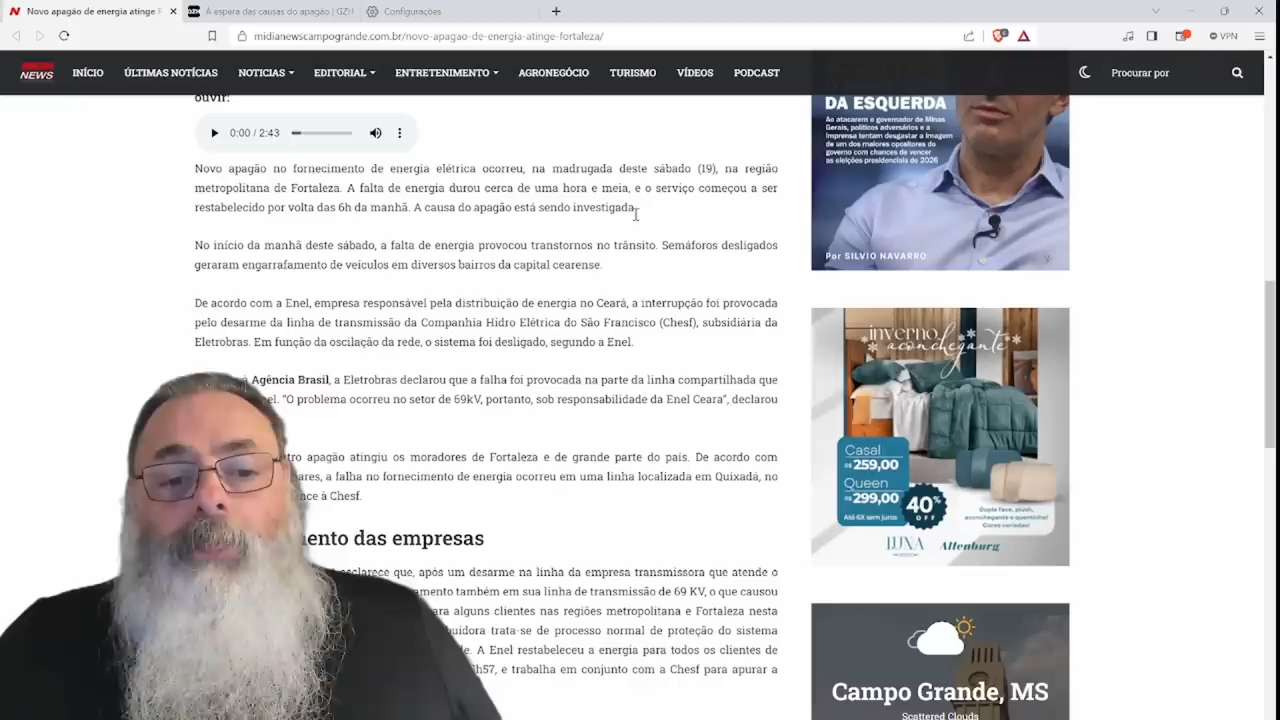 Novo apagão de energia atinge F
À espera das causas do apagão | GZH
Configurações
midianewscampogrande.com.br/novo-apagao-de-energia-atinge-fortaleza/
VPN
NEWS
INÍCIO
ÚLTIMAS NOTÍCIAS
NOTICIAS
EDITORIAL
ENTRETENIMENTO
AGRONEGÓCIO
TURISMO
VÍDEOS
PODCAST
Procurar por
ouvir:
0:00 / 2:43
Novo apagão no fornecimento de energia elétrica ocorreu, na madrugada deste sábado (19), na região
metropolitana de Fortaleza. A falta de energia durou cerca de uma hora e meia, e o serviço começou a ser
restabelecido por volta das 6h da manhã. A causa do apagão está sendo investigada.
No início da manhã deste sábado, a falta de energia provocou transtornos no trânsito. Semáforos desligados
geraram engarrafamento de veículos em diversos bairros da capital cearense.
De acordo com a Enel, empresa responsável pela distribuição de energia no Ceará, a interrupção foi provocada
pelo desarme da linha de transmissão da Companhia Hidro Elétrica do São Francisco (Chesf), subsidiária da
Eletrobras. Em função da oscilação da rede, o sistema foi desligado, segundo a Enel.
Agência Brasil, a Eletrobras declarou que a falha foi provocada na parte da linha compartilhada que
"O problema ocorreu no setor de 69kV, portanto, sob responsabilidade da Enel Ceara", declarou
apagão atingiu os moradores de Fortaleza e de grande parte do país. De acordo com
a falha no fornecimento de energia ocorreu em uma linha localizada em Quixadá, no
à Chesf.
das empresas
esclarece que, após um desarme na linha da empresa transmissora que atende o
também em sua linha de transmissão de 69 KV, o que causou
alguns clientes nas regiões metropolitana e Fortaleza nesta
trata-se de processo normal de proteção do sistema
A Enel restabeleceu a energia para todos os clientes de
e trabalha em conjunto com a Chesf para apurar a
DA ESQUERDA
Ao atacarem o governador de Minas
Gerais, políticos adversários e a
imprensa tentam desgastar a imagem
de um dos maiores opositores do
governo com chances de vencer
as eleições presidenciais de 2026
Por SILVIO NAVARRO
inverno
aconchegante
Casal
R$ 259,00
Queen
R$ 299,00
Até 6X sem juros
40%
OFF
Dupla face, plush,
aconchegante e quentinho!
Cores variadas!
LUXA
Altenburg
Campo Grande, MS
Scattered Clouds